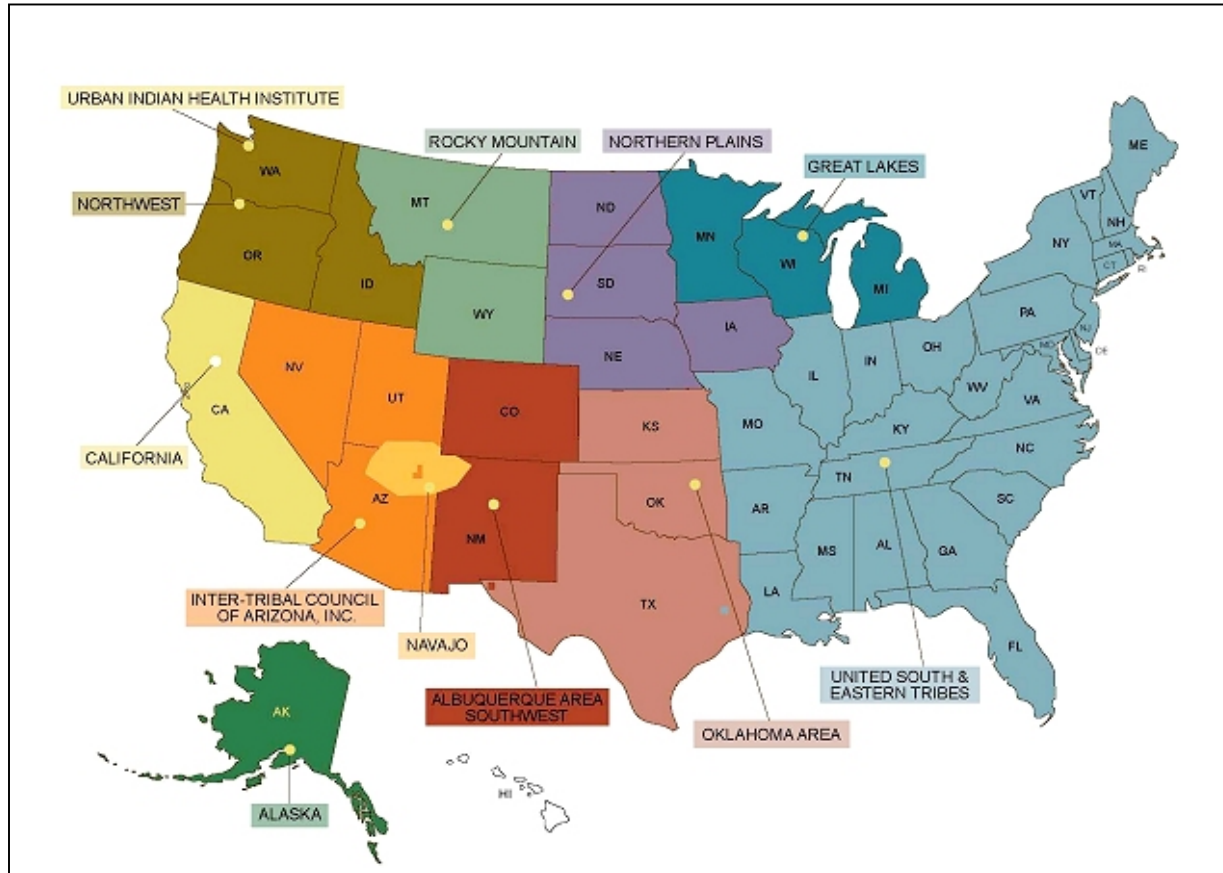 URBAN INDIAN HEALTH INSTITUTE
ROCKY MOUNTAIN
NORTHERN PLAINS
GREAT LAKES
NORTHWEST
CALIFORNIA
INTER-TRIBAL COUNCIL
OF ARIZONA, INC.
NAVAJO
ALBUQUERQUE AREA
SOUTHWEST
OKLAHOMA AREA
UNITED SOUTH &
EASTERN TRIBES
ALASKA
WA
OR
ID
MT
WY
ND
SD
NE
IA
MN
WI
MI
CA
NV
UT
AZ
CO
NM
KS
OK
TX
MO
AR
LA
IL
IN
OH
KY
TN
MS
AL
GA
FL
SC
NC
VA
WV
PA
NY
VT
NH
ME
MA
CT
RI
NJ
DE
MD
AK
HI